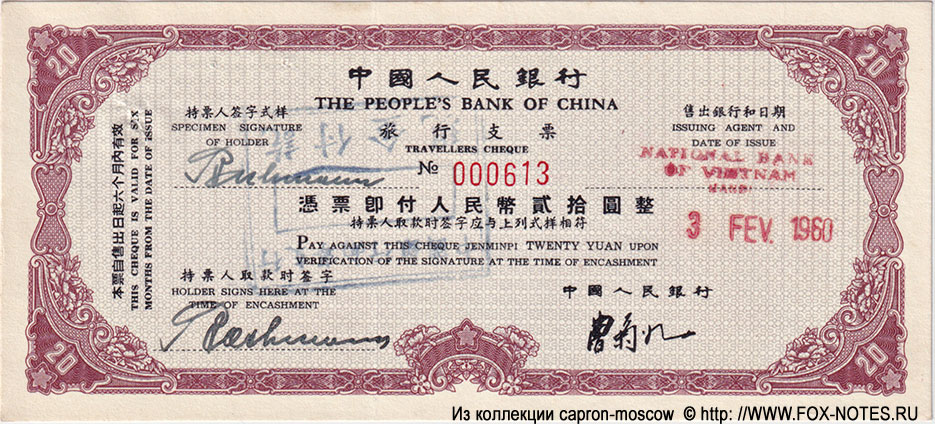 20
20
中國人民銀行
THE PEOPLE'S BANK OF CHINA
旅行支票
TRAVELLERS CHEQUE
№ 000613
持票人签字式样
SPECIMEN SIGNATURE
OF HOLDER
售出銀行和日期
ISSUING AGENT AND
DATE OF ISSUE
NATIONAL BANK
OF VIETNAM
3 FEV. 1960
憑票即付人民幣貳拾圓整
持票人取款时签字应与上列式样相符
PAY AGAINST THIS CHEQUE JENMINPI TWENTY YUAN UPON
VERIFICATION OF THE SIGNATURE AT THE TIME OF ENCASHMENT
持票人取款时签字
HOLDER SIGNS HERE AT THE
TIME OF ENCASHMENT
中國人民銀行
本票自售出日起六个月內有效
THIS CHEQUE IS VALID FOR SIX
MONTHS FROM THE DATE OF ISSUE
20
20
Из коллекции capron-moscow © http: //WWW.FOX-NOTES.RU